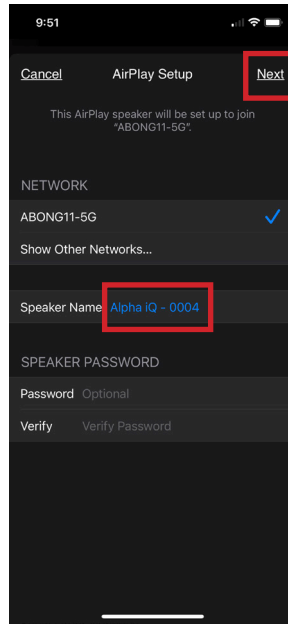 9:51
Cancel AirPlay Setup Next
This AirPlay speaker will be set up to join
"ABONG11-5G".
NETWORK
ABONG11-5G
Show Other Networks...
Speaker Name Alpha iQ - 0004
SPEAKER PASSWORD
Password Optional
Verify Verify Password